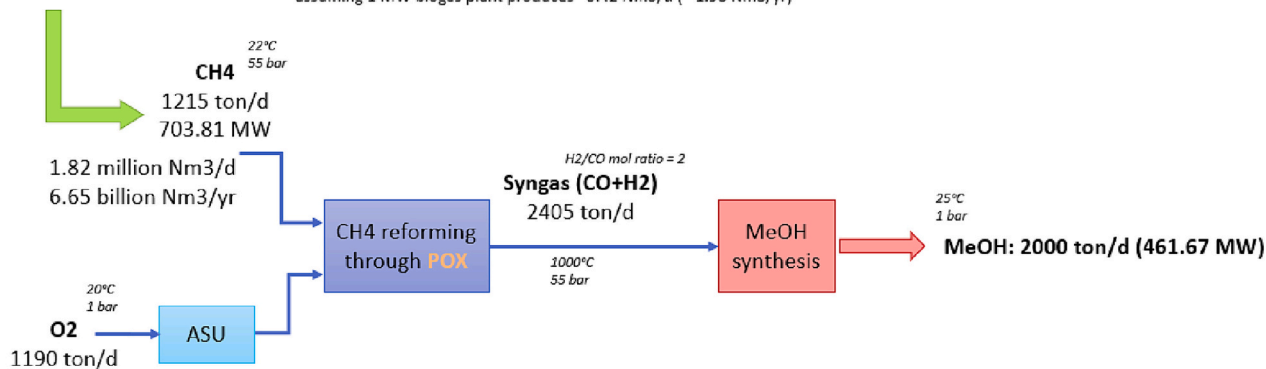 22°C
55 bar
CH4
1215 ton/d
703.81 MW
1.82 million Nm3/d
6.65 billion Nm3/yr
CH4 reforming
through POX
H2/CO mol ratio = 2
Syngas (CO+H2)
2405 ton/d
1000°C
55 bar
MeOH
synthesis
25°C
1 bar
MeOH: 2000 ton/d (461.67 MW)
20°C
1 bar
O2
1190 ton/d
ASU